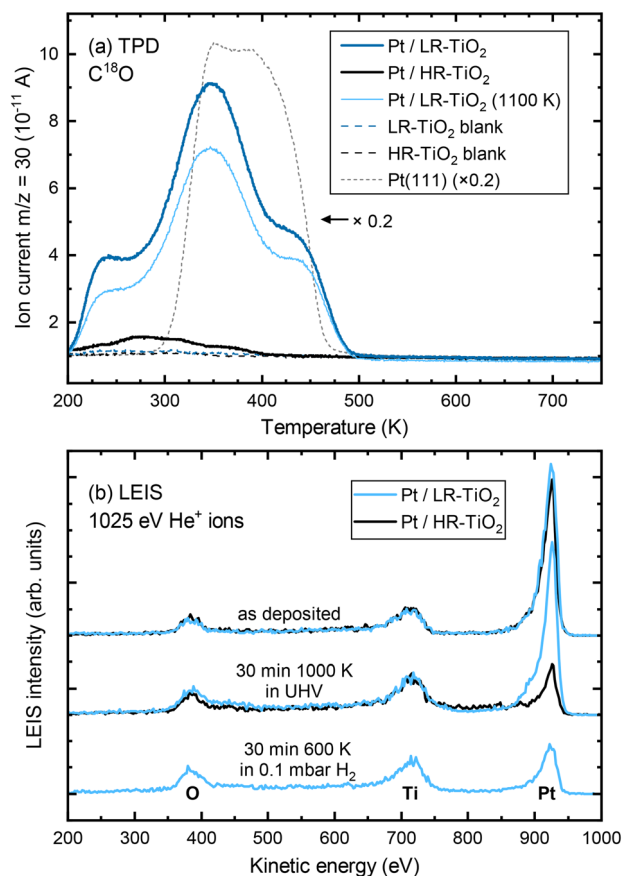 (a) TPD
C¹⁸O
Pt / LR-TiO₂
Pt / HR-TiO₂
Pt / LR-TiO₂ (1100 K)
LR-TiO₂ blank
HR-TiO₂ blank
Pt(111) (×0.2)
× 0.2
Ion current m/z = 30 (10⁻¹¹ A)
10
8
6
4
2
200 300 400 500 600 700
Temperature (K)
(b) LEIS
1025 eV He⁺ ions
Pt / LR-TiO₂
Pt / HR-TiO₂
LEIS intensity (arb. units)
as deposited
30 min 1000 K
in UHV
30 min 600 K
in 0.1 mbar H₂
O Ti Pt
200 300 400 500 600 700 800 900 1000
Kinetic energy (eV)